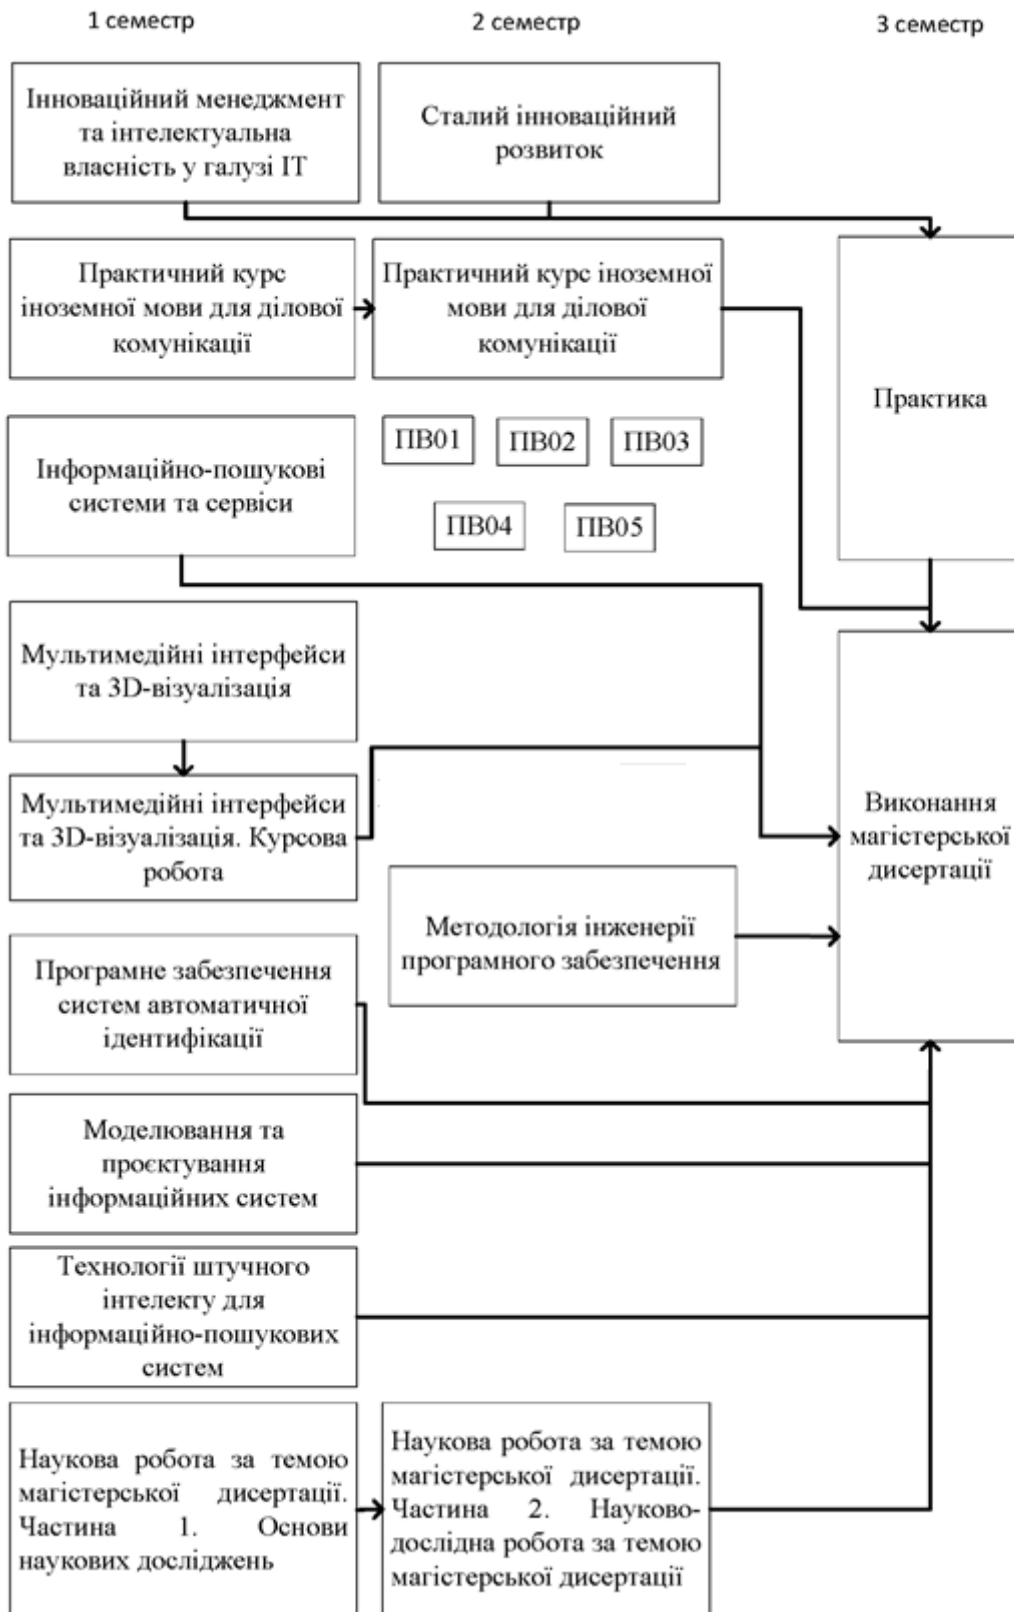 1 семестр
2 семестр
3 семестр
Інноваційний менеджмент
та інтелектуальна
власність у галузі ІТ
Сталий інноваційний
розвиток
Практичний курс
іноземної мови для ділової
комунікації
Практичний курс іноземної
мови для ділової
комунікації
Практика
Інформаційно-пошукові
системи та сервіси
ПВ01
ПВ02
ПВ03
ПВ04
ПВ05
Мультимедійні інтерфейси
та 3D-візуалізація
Мультимедійні інтерфейси
та 3D-візуалізація. Курсова
робота
Виконання
магістерської
дисертації
Методологія інженерії
програмного забезпечення
Програмне забезпечення
систем автоматичної
ідентифікації
Моделювання та
проєктування
інформаційних систем
Технології штучного
інтелекту для
інформаційно-пошукових
систем
Наукова робота за темою
магістерської дисертації.
Частина 1. Основи
наукових досліджень
Наукова робота за темою
магістерської дисертації.
Частина 2. Науково-
дослідна робота за темою
магістерської дисертації